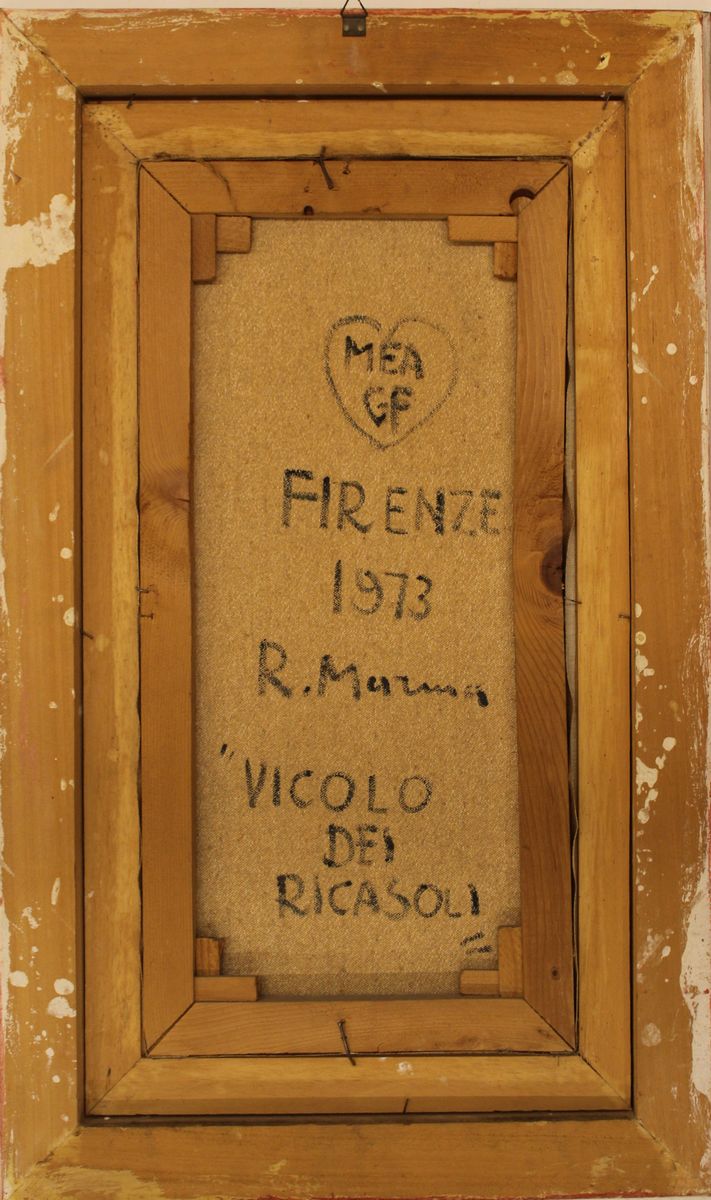 MEA
GF
FIRENZE
1973
R. Marma
"VICOLO
DEI
RICASOLI
"